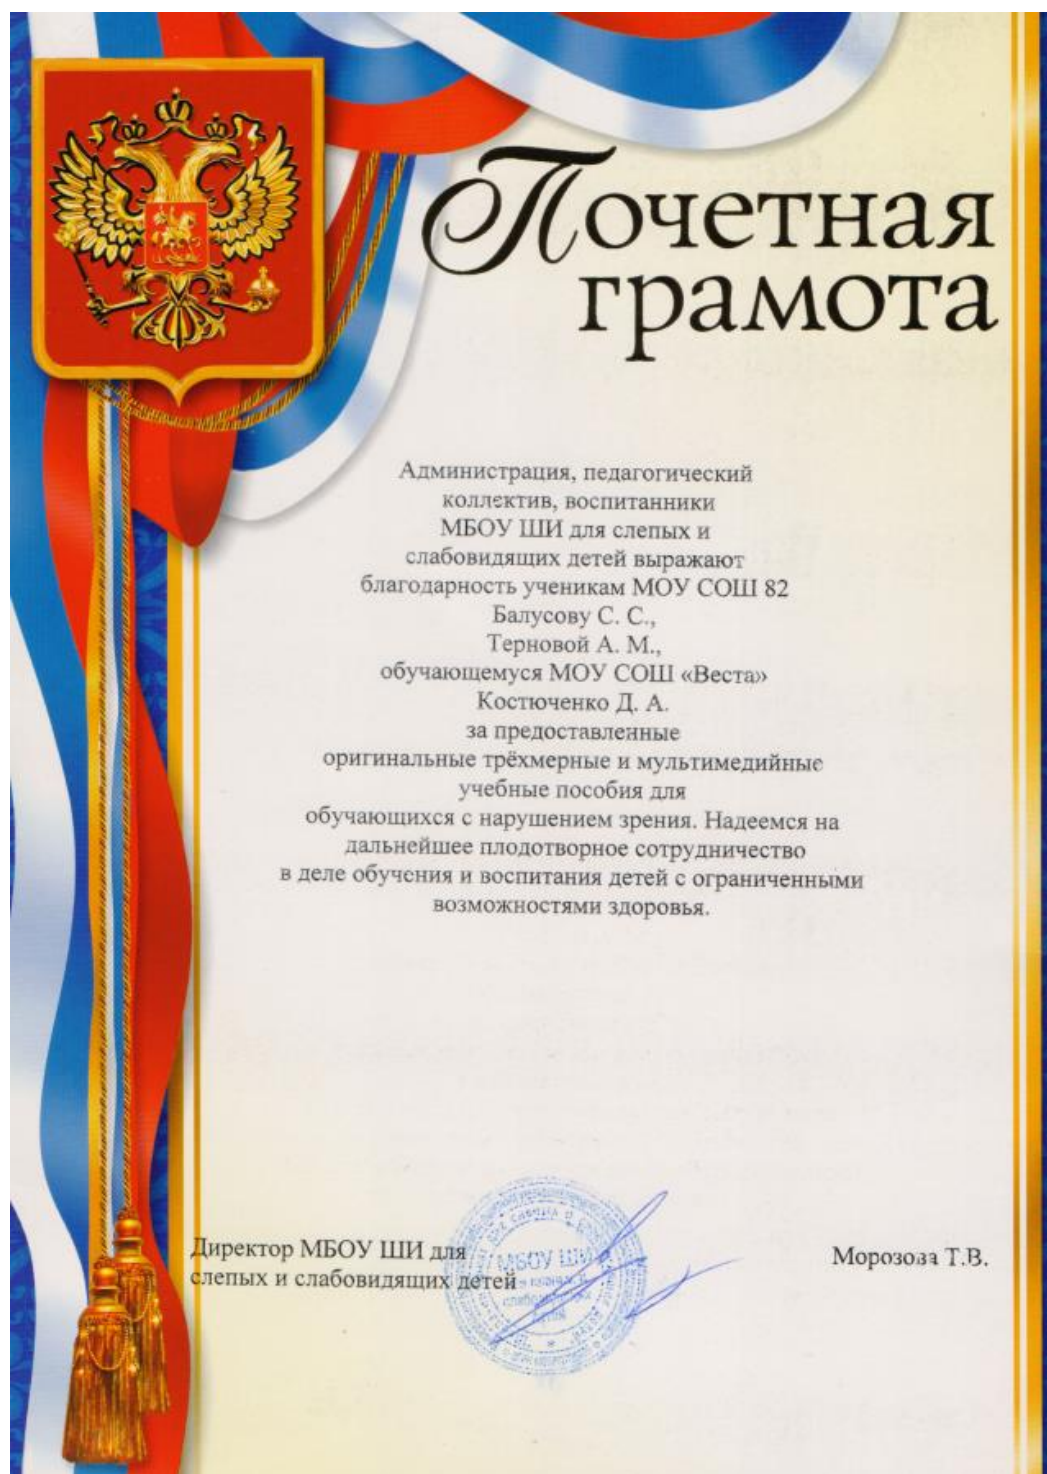 Почетная
грамота
Администрация, педагогический
коллектив, воспитанники
МБОУ ШИ для слепых и
слабовидящих детей выражают
благодарность ученикам МОУ СОШ 82
Балусову С. С.,
Терновой А. М.,
обучающемуся МОУ СОШ «Веста»
Костюченко Д. А.
за предоставленные
оригинальные трёхмерные и мультимедийные
учебные пособия для
обучающихся с нарушением зрения. Надеемся на
дальнейшее плодотворное сотрудничество
в деле обучения и воспитания детей с ограниченными
возможностями здоровья.
Директор МБОУ ШИ для
слепых и слабовидящих детей
Морозова Т.В.
МБОУ ШИ